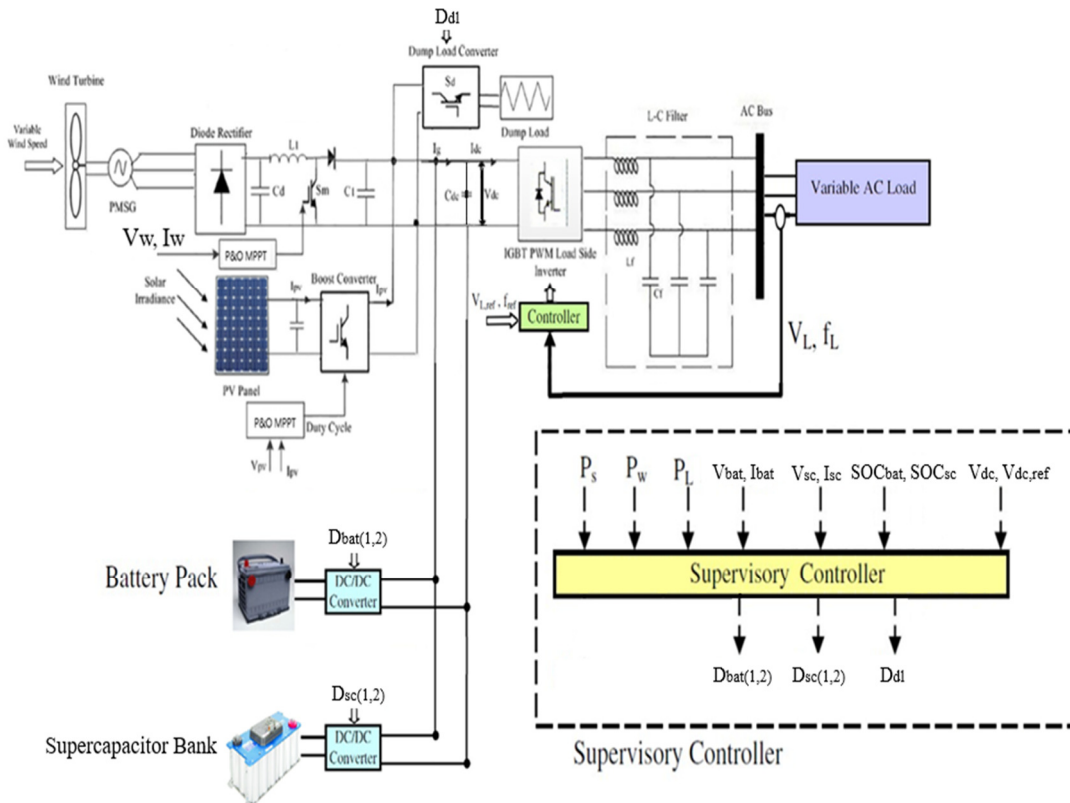 Dd1
Dump Load Converter
Sd
Dump Load
Wind Turbine
Variable
Wind Speed
PMSG
Diode Rectifier
L1
Cd
Sm
C1
Ig
Idc
Cdc
Vdc
IGBT PWM Load Side
Inverter
L-C Filter
Lf
Cf
AC Bus
Variable AC Load
Vw, Iw
P&O MPPT
Solar
Irradiance
PV Panel
Ipv
Boost Converter
Ipv
P&O MPPT
Duty Cycle
Vpv
Ipv
VL,ref , fref
Controller
VL, fL
Battery Pack
Dbat(1,2)
DC/DC
Converter
Supercapacitor Bank
Dsc(1,2)
DC/DC
Converter
Ps
Pw
PL
Vbat, Ibat
Vsc, Isc
SOCbat, SOCsc
Vdc, Vdc,ref
Supervisory Controller
Dbat(1,2)
Dsc(1,2)
Dd1
Supervisory Controller